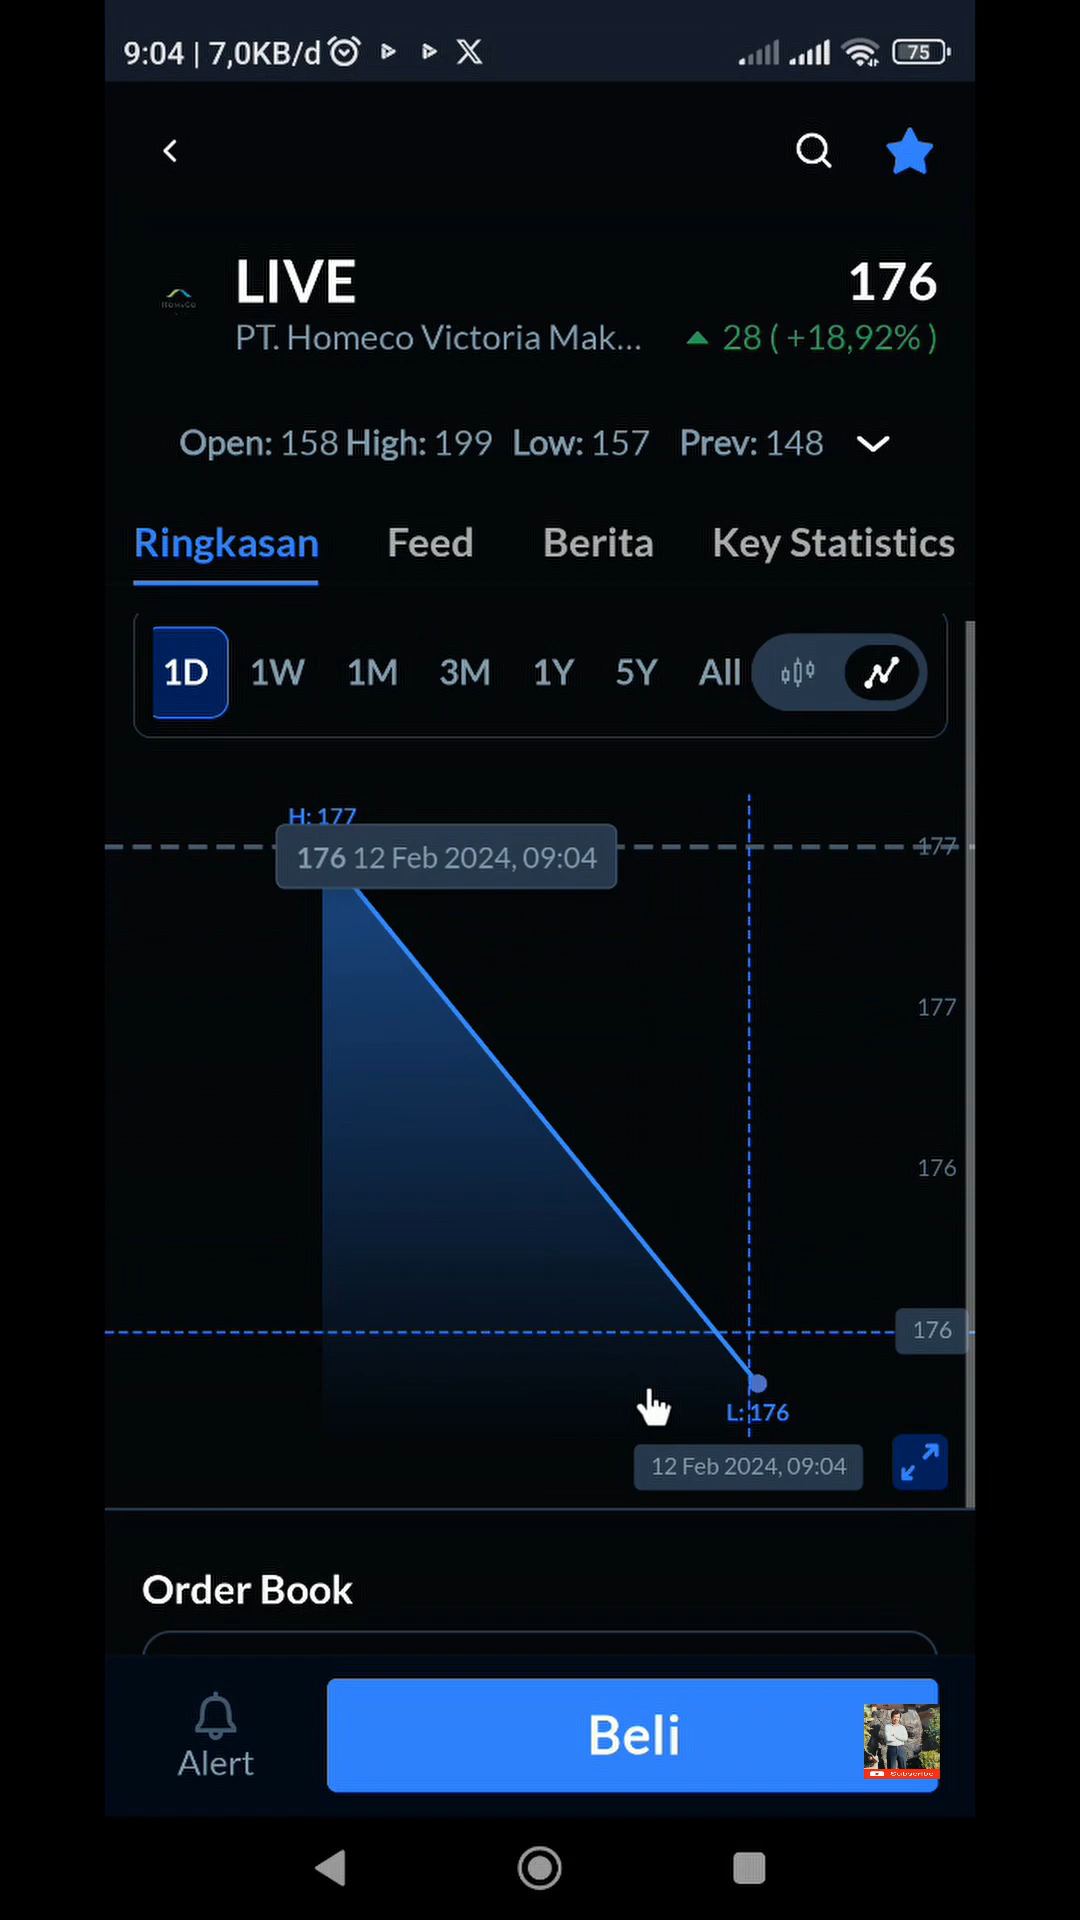 9:04 | 7,0KB/d
75
LIVE
176
PT. Homeco Victoria Mak...
28 ( +18,92% )
Open: 158 High: 199 Low: 157 Prev: 148
Ringkasan Feed Berita Key Statistics
1D 1W 1M 3M 1Y 5Y All
H: 177
176 12 Feb 2024, 09:04
177
177
176
176
L: 176
12 Feb 2024, 09:04
Order Book
Alert
Beli
Subscribe